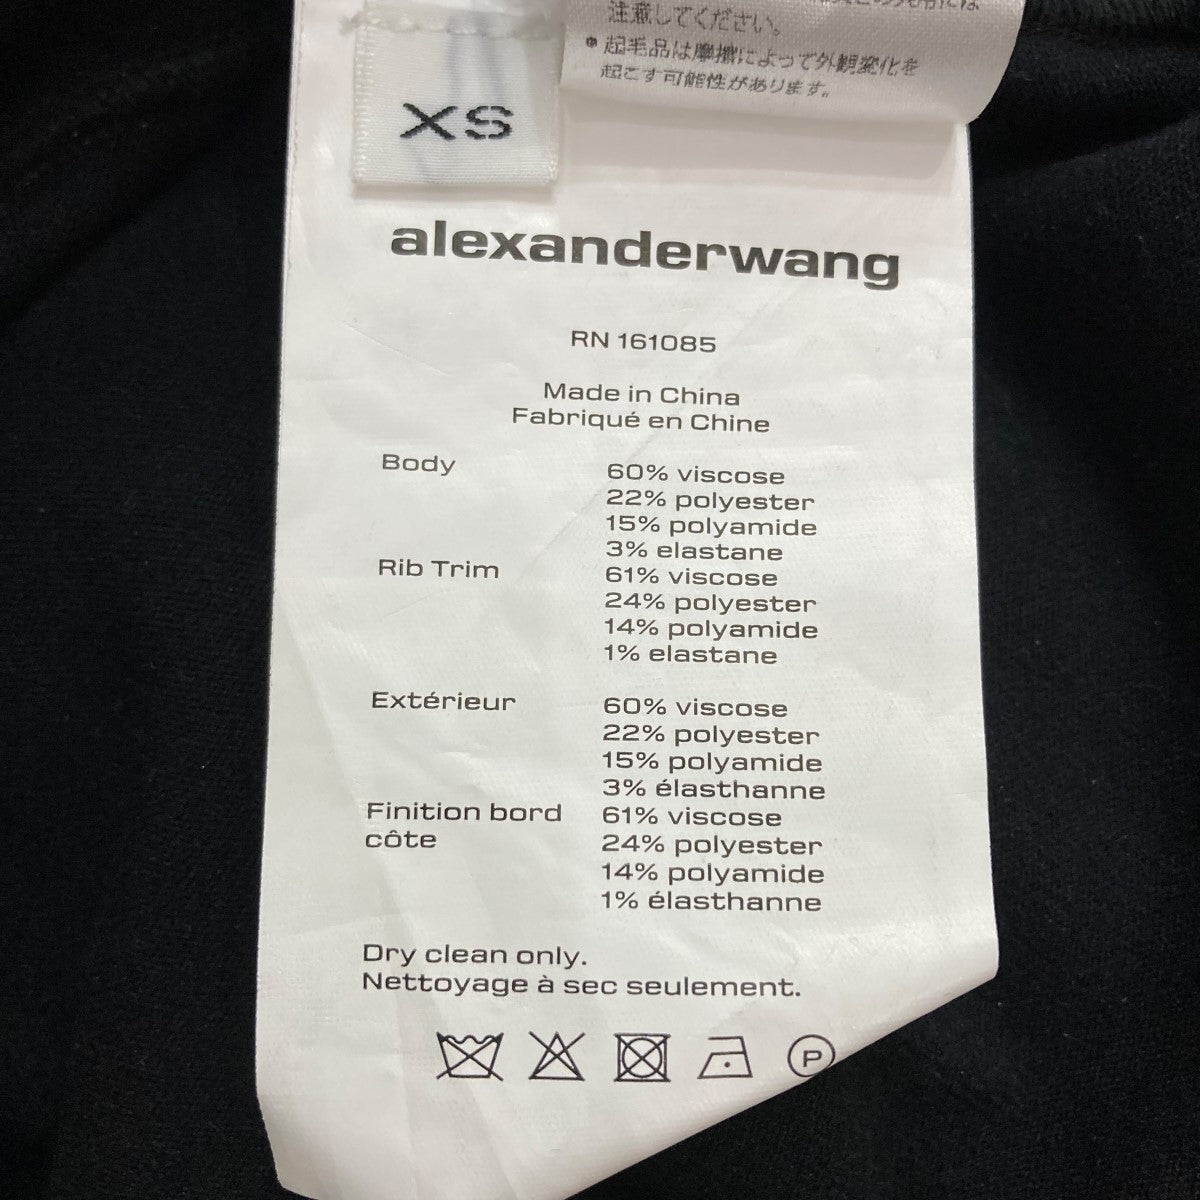 注意してください。
● 起毛品は摩擦によって外観変化を
起こす可能性があります。
XS
alexanderwang
RN 161085
Made in China
Fabriqué en Chine
Body 60% viscose
22% polyester
15% polyamide
3% elastane
Rib Trim 61% viscose
24% polyester
14% polyamide
1% elastane
Extérieur 60% viscose
22% polyester
15% polyamide
3% élasthanne
Finition bord 61% viscose
côte 24% polyester
14% polyamide
1% élasthanne
Dry clean only.
Nettoyage à sec seulement.
P